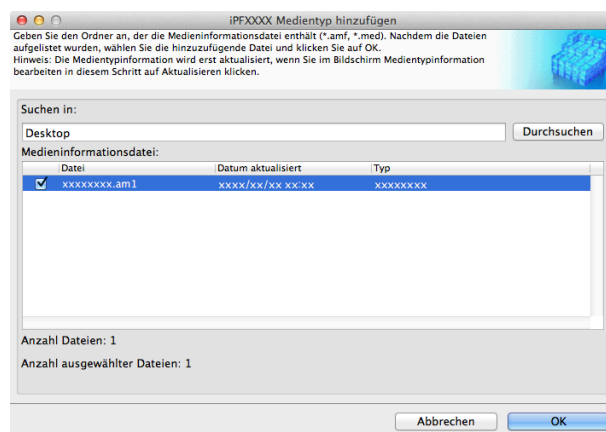 iPFXXXX Medientyp hinzufügen
Geben Sie den Ordner an, der die Medieninformationsdatei enthält (*.amf, *.med). Nachdem die Dateien
aufgelistet wurden, wählen Sie die hinzuzufügende Datei und klicken Sie auf OK.
Hinweis: Die Medientypinformation wird erst aktualisiert, wenn Sie im Bildschirm Medientypinformation
bearbeiten in diesem Schritt auf Aktualisieren klicken.
Suchen in:
Desktop Durchsuchen
Medieninformationsdatei:
Datei Datum aktualisiert Typ
xxxxxxxx.am1 xxxx/xx/xx xx:xx xxxxxxxx
Anzahl Dateien: 1
Anzahl ausgewählter Dateien: 1
Abbrechen OK